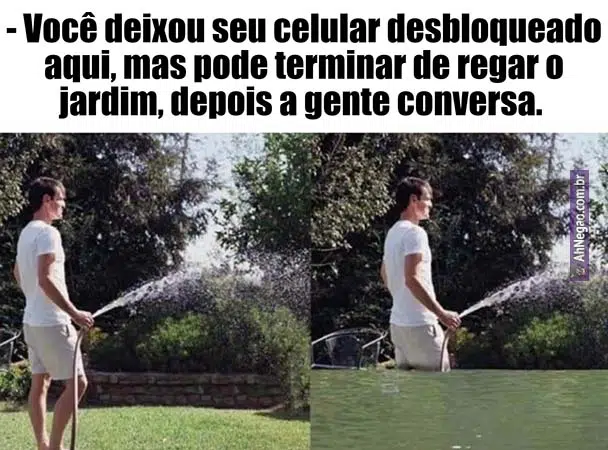 - Você deixou seu celular desbloqueado
aqui, mas pode terminar de regar o
jardim, depois a gente conversa.
AhNegao.com.br